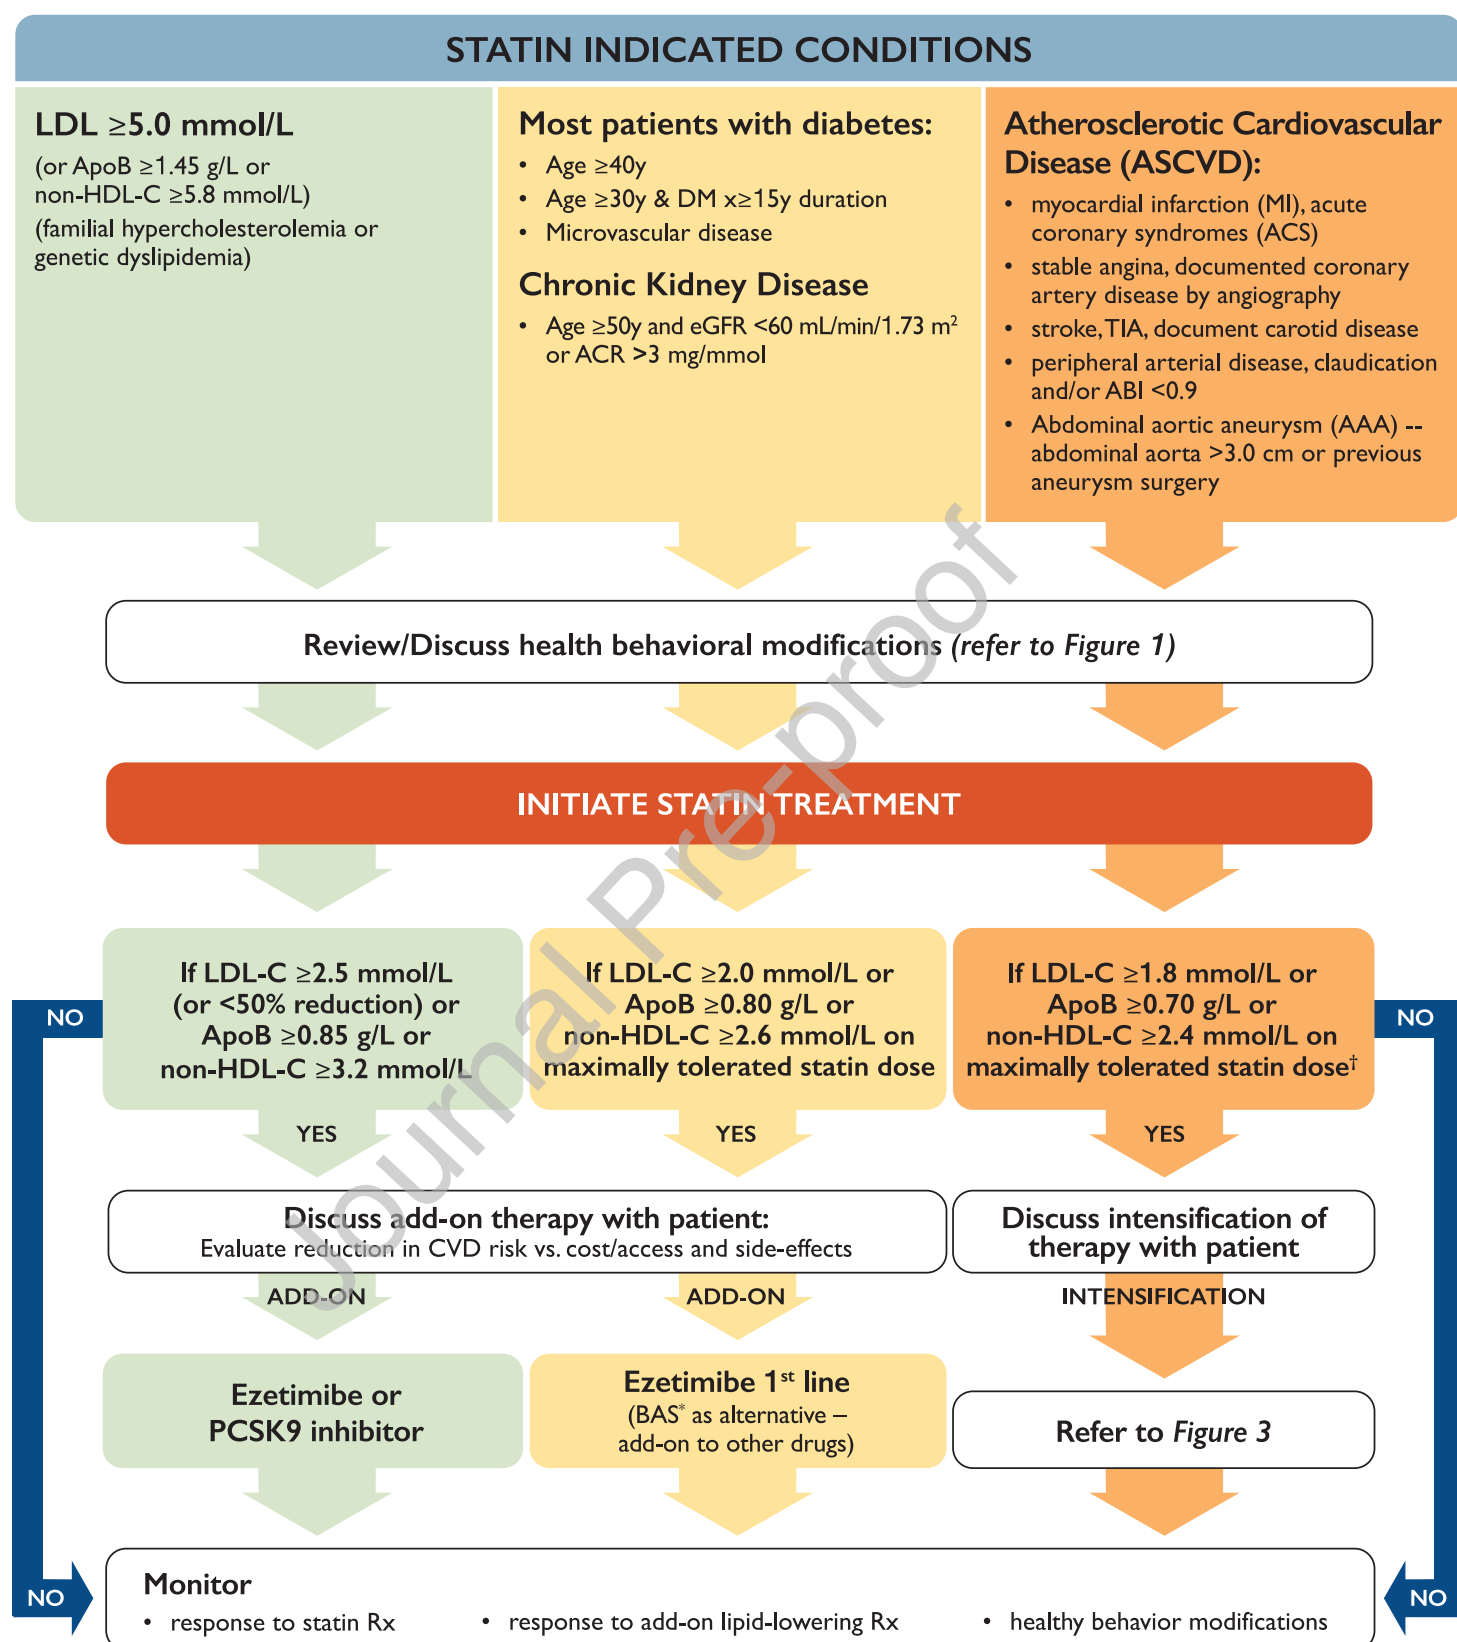 STATIN INDICATED CONDITIONS
LDL ≥5.0 mmol/L
(or ApoB ≥1.45 g/L or
non-HDL-C ≥5.8 mmol/L)
(familial hypercholesterolemia or
genetic dyslipidemia)
Most patients with diabetes:
• Age ≥40y
• Age ≥30y & DM x≥15y duration
• Microvascular disease
Chronic Kidney Disease
• Age ≥50y and eGFR <60 mL/min/1.73 m²
or ACR >3 mg/mmol
Atherosclerotic Cardiovascular
Disease (ASCVD):
• myocardial infarction (MI), acute
coronary syndromes (ACS)
• stable angina, documented coronary
artery disease by angiography
• stroke, TIA, document carotid disease
• peripheral arterial disease, claudication
and/or ABI <0.9
• Abdominal aortic aneurysm (AAA) --
abdominal aorta >3.0 cm or previous
aneurysm surgery
Review/Discuss health behavioral modifications (refer to Figure 1)
INITIATE STATIN TREATMENT
If LDL-C ≥2.5 mmol/L
(or <50% reduction) or
ApoB ≥0.85 g/L or
non-HDL-C ≥3.2 mmol/L
If LDL-C ≥2.0 mmol/L or
ApoB ≥0.80 g/L or
non-HDL-C ≥2.6 mmol/L on
maximally tolerated statin dose
If LDL-C ≥1.8 mmol/L or
ApoB ≥0.70 g/L or
non-HDL-C ≥2.4 mmol/L on
maximally tolerated statin dose†
NO
NO
YES
YES
YES
Discuss add-on therapy with patient:
Evaluate reduction in CVD risk vs. cost/access and side-effects
Discuss intensification of
therapy with patient
ADD-ON
ADD-ON
INTENSIFICATION
Ezetimibe or
PCSK9 inhibitor
Ezetimibe 1st line
(BAS* as alternative –
add-on to other drugs)
Refer to Figure 3
NO
NO
Monitor
• response to statin Rx
• response to add-on lipid-lowering Rx
• healthy behavior modifications
Journal Pre-proof